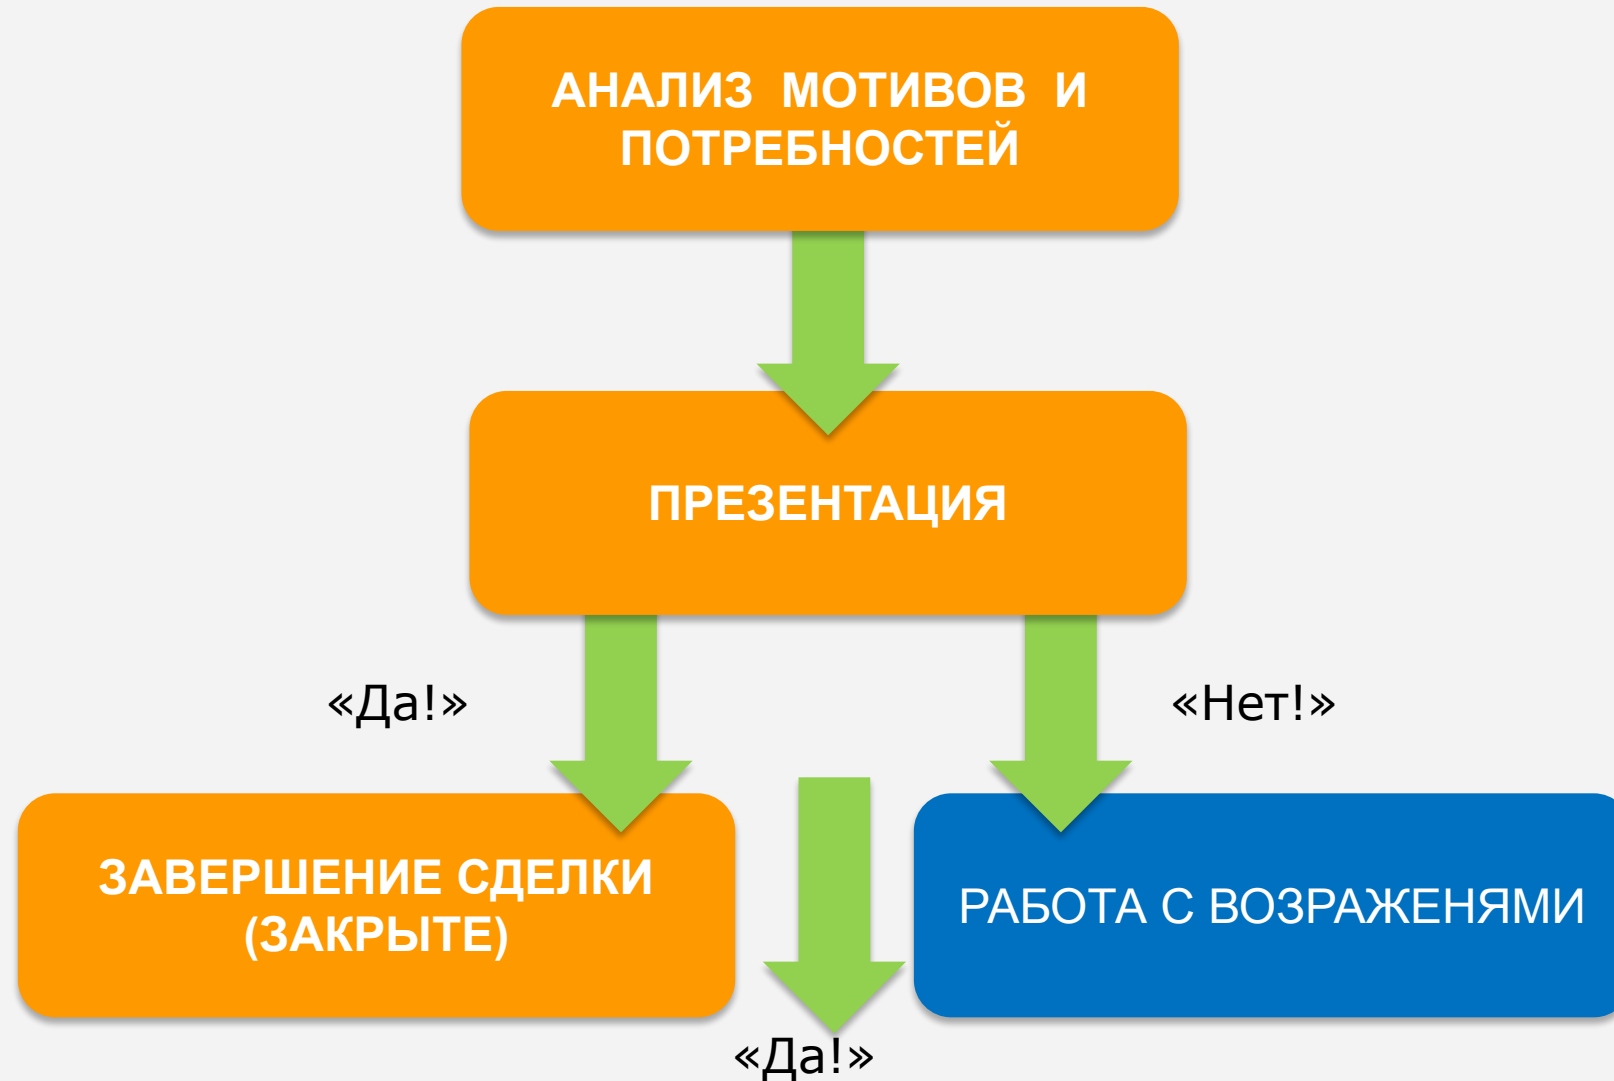 АНАЛИЗ МОТИВОВ И
ПОТРЕБНОСТЕЙ
ПРЕЗЕНТАЦИЯ
«Да!»
«Нет!»
ЗАВЕРШЕНИЕ СДЕЛКИ
(ЗАКРЫТЕ)
РАБОТА С ВОЗРАЖЕНЯМИ
«Да!»